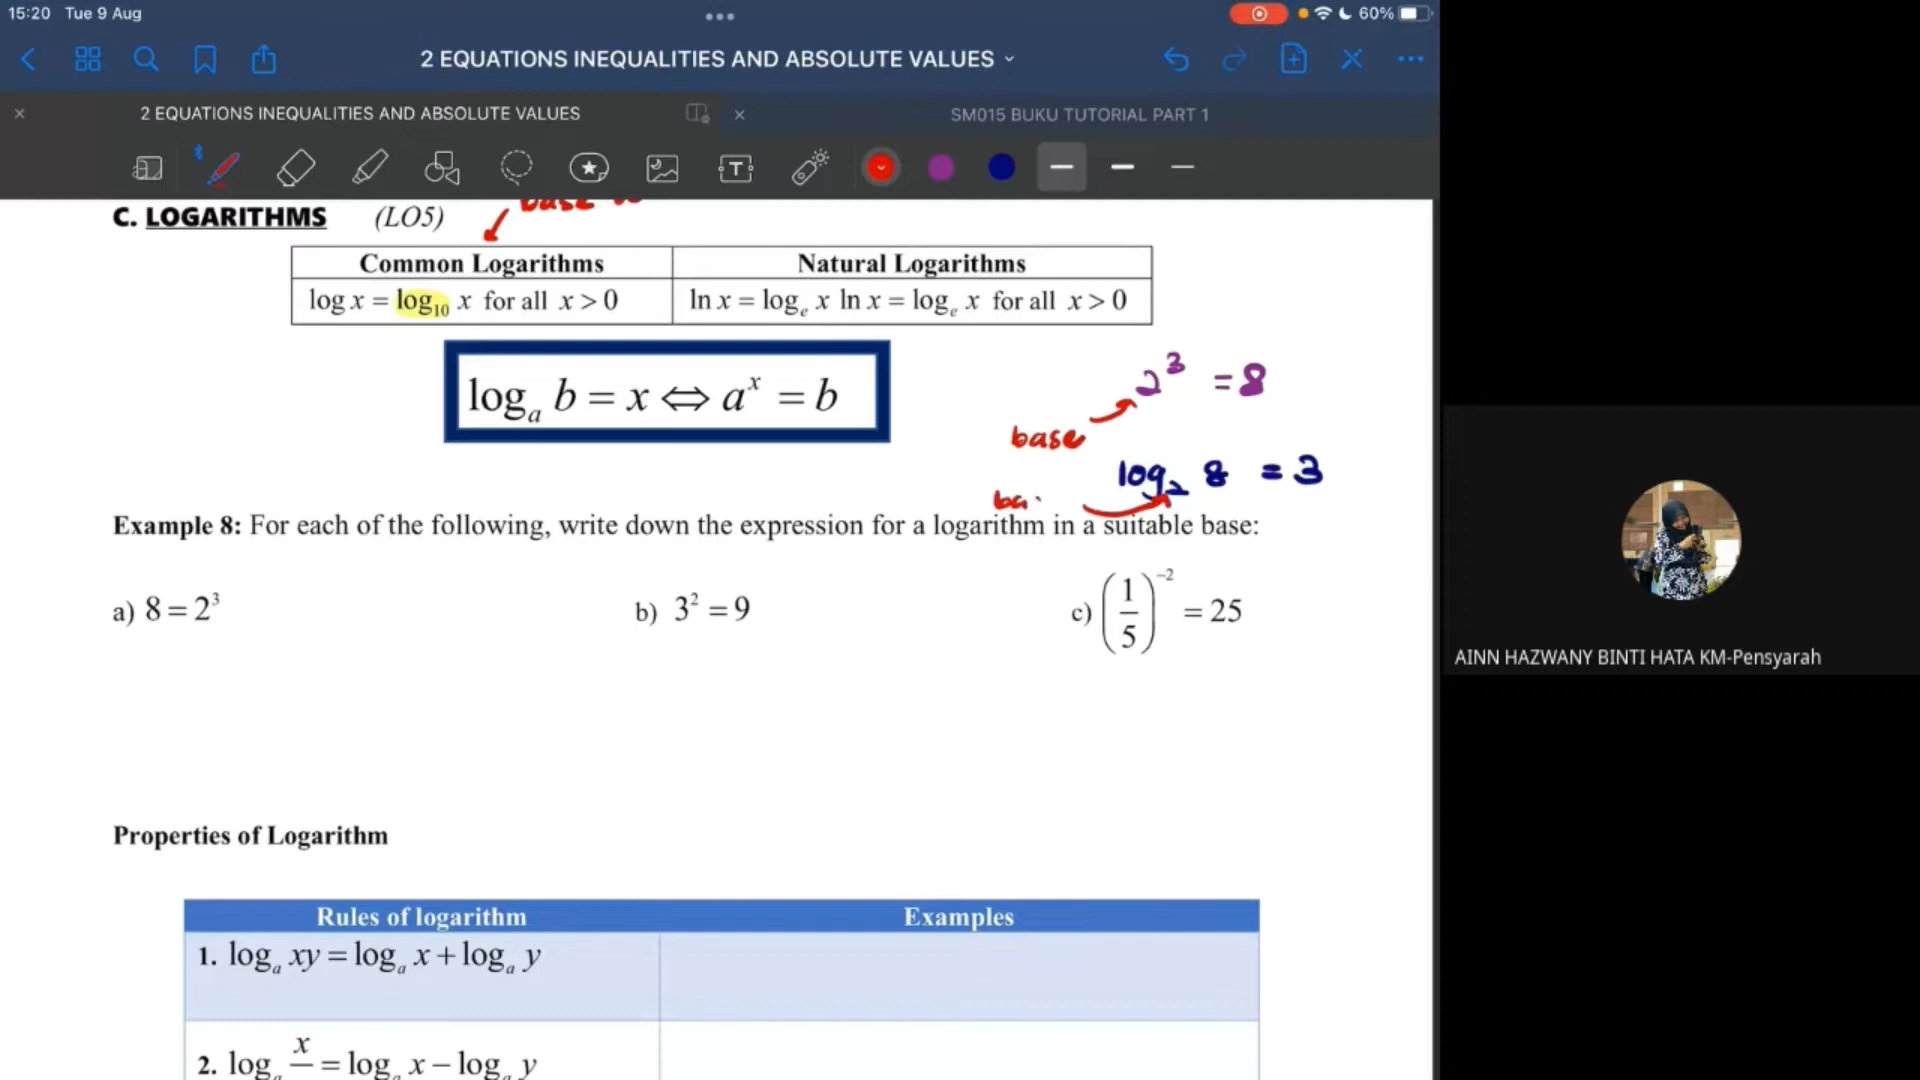 15:20 Tue 9 Aug
60%
2 EQUATIONS INEQUALITIES AND ABSOLUTE VALUES
2 EQUATIONS INEQUALITIES AND ABSOLUTE VALUES
SM015 BUKU TUTORIAL PART 1
base
C. LOGARITHMS (LO5)
Common Logarithms Natural Logarithms
log x = log₁₀ x for all x > 0 ln x = logₑ x ln x = logₑ x for all x > 0
logₐ b = x ⇔ aˣ = b
2³ = 8
base
log₂ 8 = 3
Example 8: For each of the following, write down the expression for a logarithm in a suitable base:
a) 8 = 2³ b) 3² = 9 c) (1/5)⁻² = 25
AINN HAZWANY BINTI HATA KM-Pensyarah
Properties of Logarithm
Rules of logarithm Examples
1. logₐ xy = logₐ x + logₐ y
2. logₐ x/ = logₐ x − logₐ y